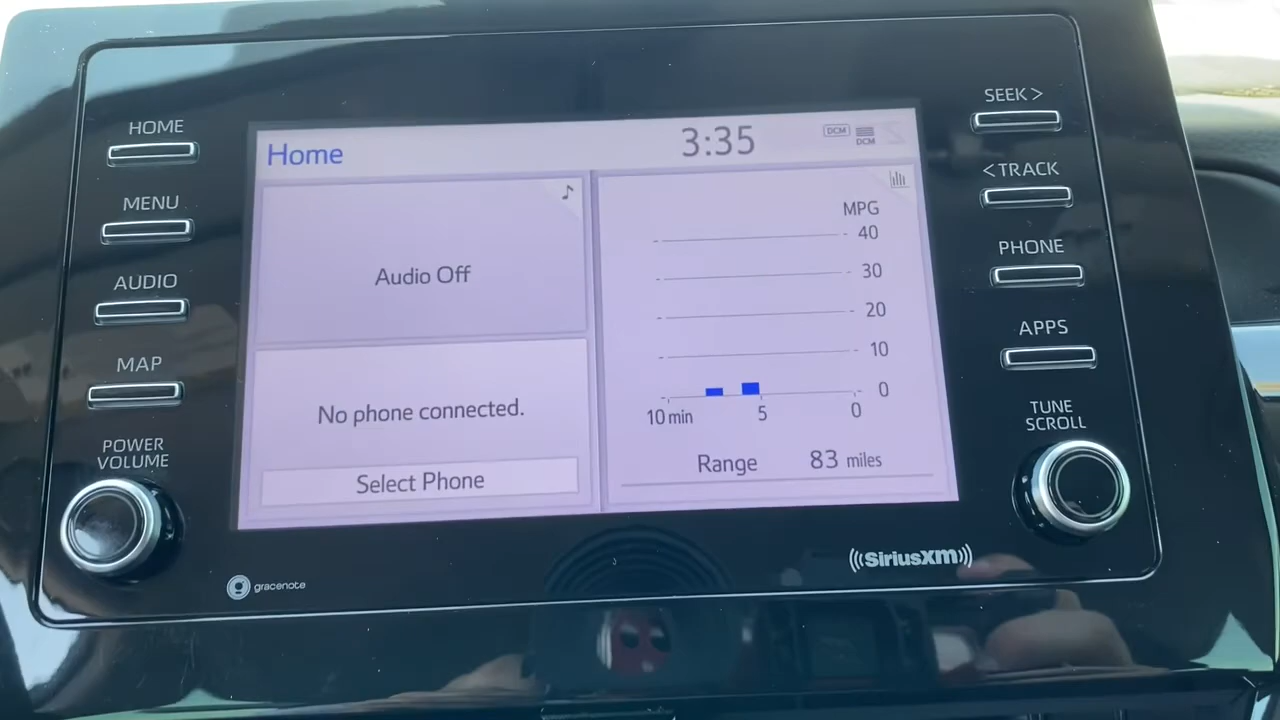 HOME
MENU
AUDIO
MAP
POWER
VOLUME
Home
3:35
DCM
DCM
Audio Off
No phone connected.
Select Phone
MPG
40
30
20
10
0
10 min 5 0
Range 83 miles
SEEK >
< TRACK
PHONE
APPS
TUNE
SCROLL
gracenote
((SiriusXM))